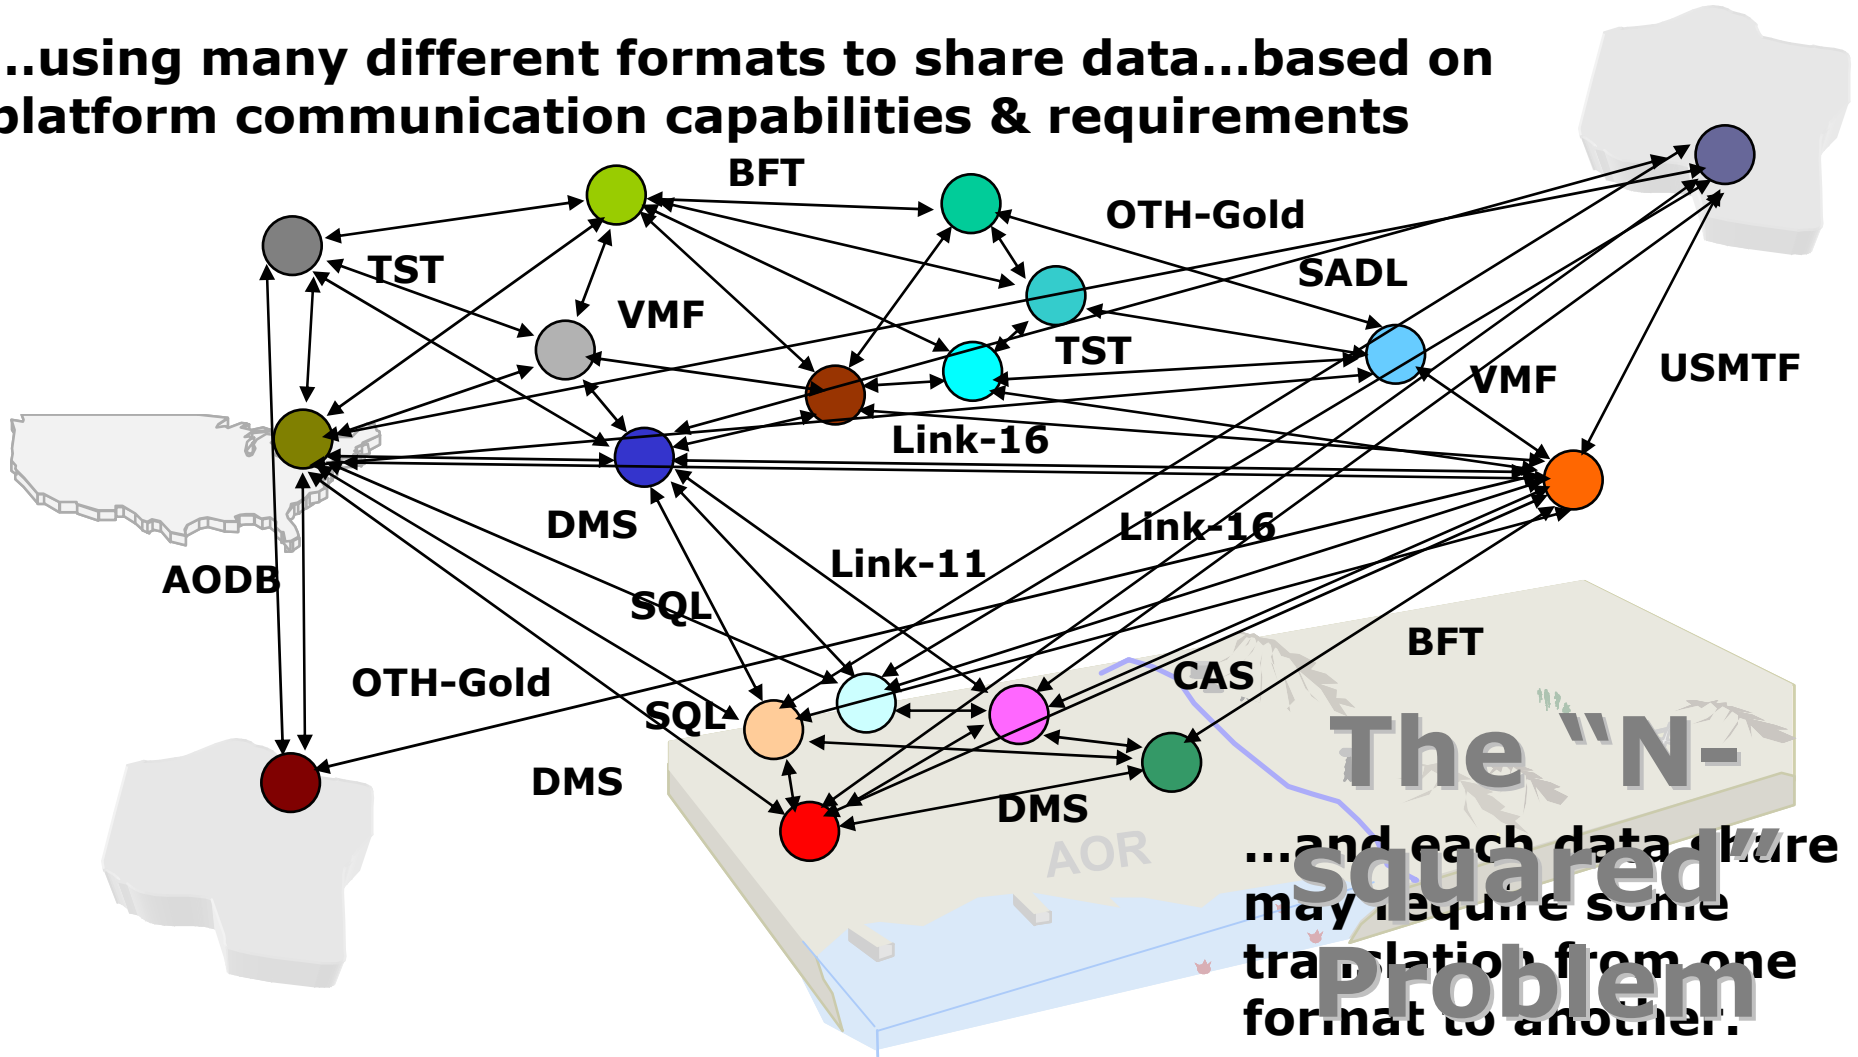 ...using many different formats to share data...based on
platform communication capabilities & requirements
BFT
OTH-Gold
TST
SADL
VMF
TST
VMF
USMTF
Link-16
DMS
Link-16
Link-11
AODB
SQL
BFT
OTH-Gold
CAS
SQL
DMS
DMS
AOR
The “N-
squared”
Problem
...and each data share
may require some
translation from one
format to another.